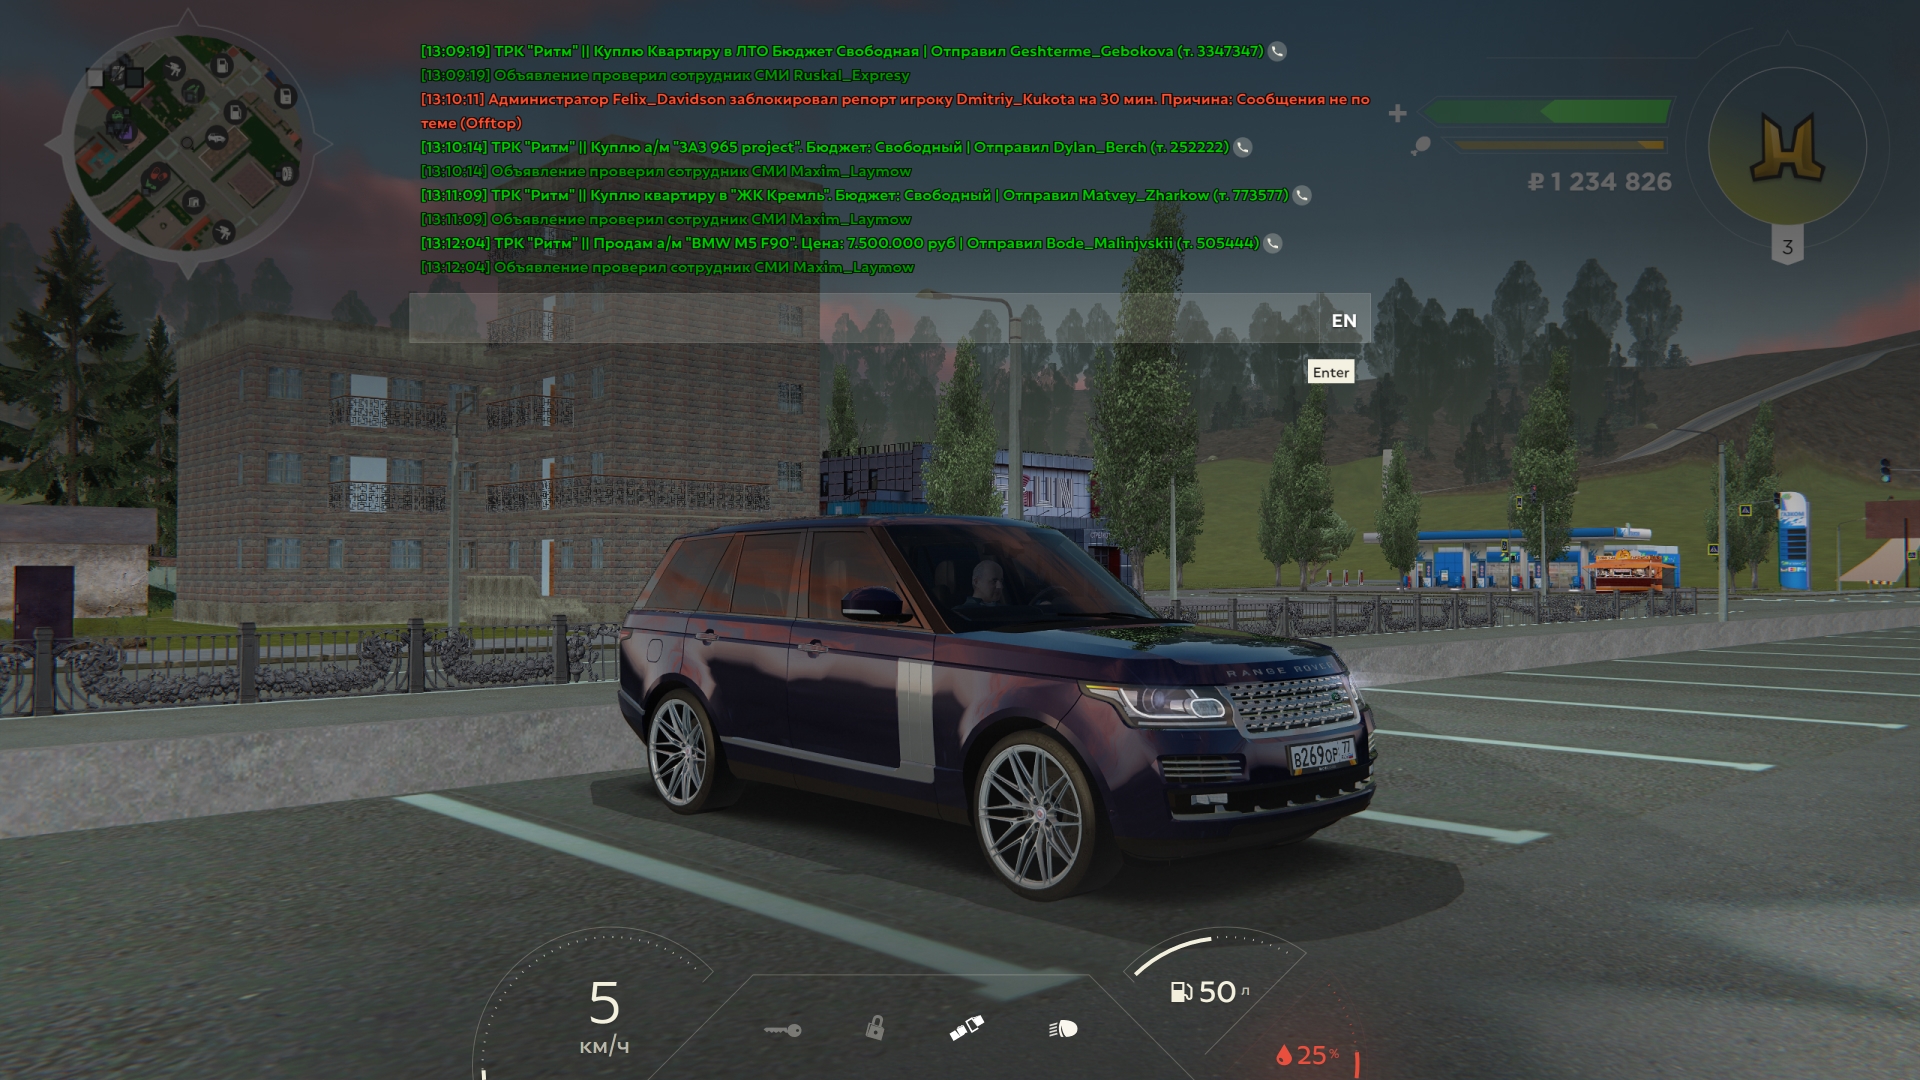 [13:09:19] ТРК "Ритм" || Куплю Квартиру в ЛТО Бюджет Свободная | Отправил Geshterme_Gebokova (т. 3347347)
[13:09:19] Объявление проверил сотрудник СМИ Ruskal_Expresy
[13:10:11] Администратор Felix_Davidson заблокировал репорт игроку Dmitriy_Kukota на 30 мин. Причина: Сообщения не по
теме (Offtop)
[13:10:14] ТРК "Ритм" || Куплю а/м "ЗАЗ 965 project". Бюджет: Свободный | Отправил Dylan_Berch (т. 252222)
[13:10:14] Объявление проверил сотрудник СМИ Maxim_Laymow
[13:11:09] ТРК "Ритм" || Куплю квартиру в "ЖК Кремль". Бюджет: Свободный | Отправил Matvey_Zharkow (т. 773577)
[13:11:09] Объявление проверил сотрудник СМИ Maxim_Laymow
[13:12:04] ТРК "Ритм" || Продам а/м "BMW M5 F90". Цена: 7.500.000 руб | Отправил Bode_Malinjvskii (т. 505444)
[13:12:04] Объявление проверил сотрудник СМИ Maxim_Laymow
₽ 1 234 826
3
EN
Enter
RANGE ROVER
В269ОР 77
5
км/ч
50 л
25%